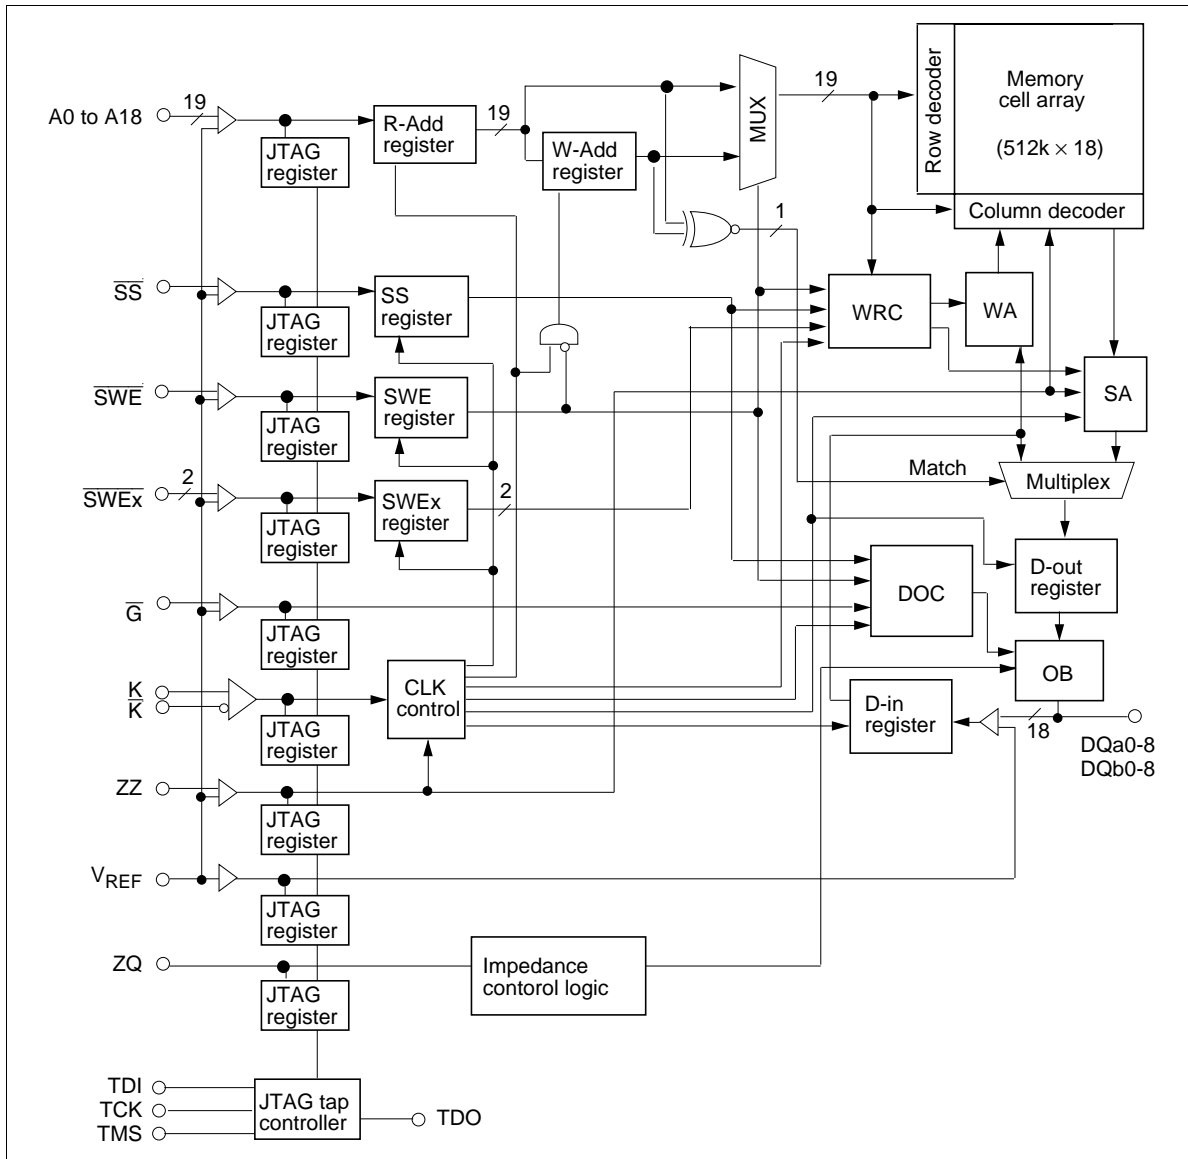 A0 to A18
19
JTAG
register
R-Add
register
19
W-Add
register
MUX
19
Row decoder
Memory
cell array
(512k × 18)
Column decoder
1
SS
JTAG
register
SS
register
WRC
WA
SA
SWE
JTAG
register
SWE
register
SWEx
2
JTAG
register
SWEx
register
2
Match
Multiplex
G
JTAG
register
DOC
D-out
register
OB
K
K
JTAG
register
CLK
control
D-in
register
18
DQa0-8
DQb0-8
ZZ
JTAG
register
VREF
JTAG
register
ZQ
JTAG
register
Impedance
contorol logic
TDI
TCK
TMS
JTAG tap
controller
TDO